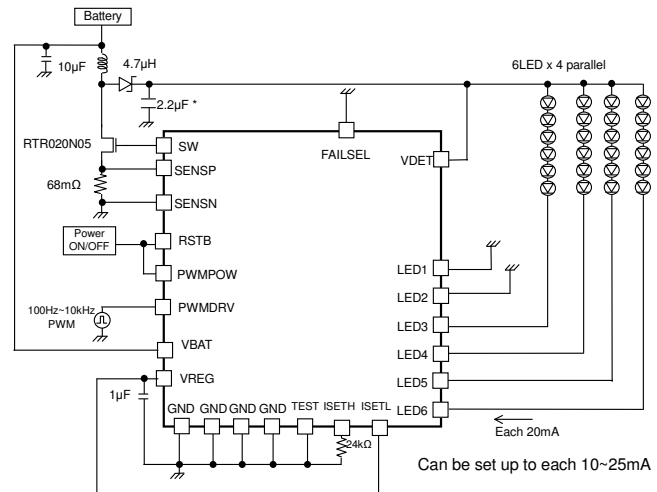 Battery
10µF
4.7µH
2.2µF *
6LED x 4 parallel
RTR020N05
68mΩ
SW
SENSP
SENSN
FAILSEL
VDET
Power
ON/OFF
RSTB
PWMPOW
100Hz~10kHz
PWM
PWMDRV
VBAT
VREG
1µF
LED1
LED2
LED3
LED4
LED5
LED6
GND GND GND GND TEST ISETH ISETL
24kΩ
Each 20mA
Can be set up to each 10~25mA